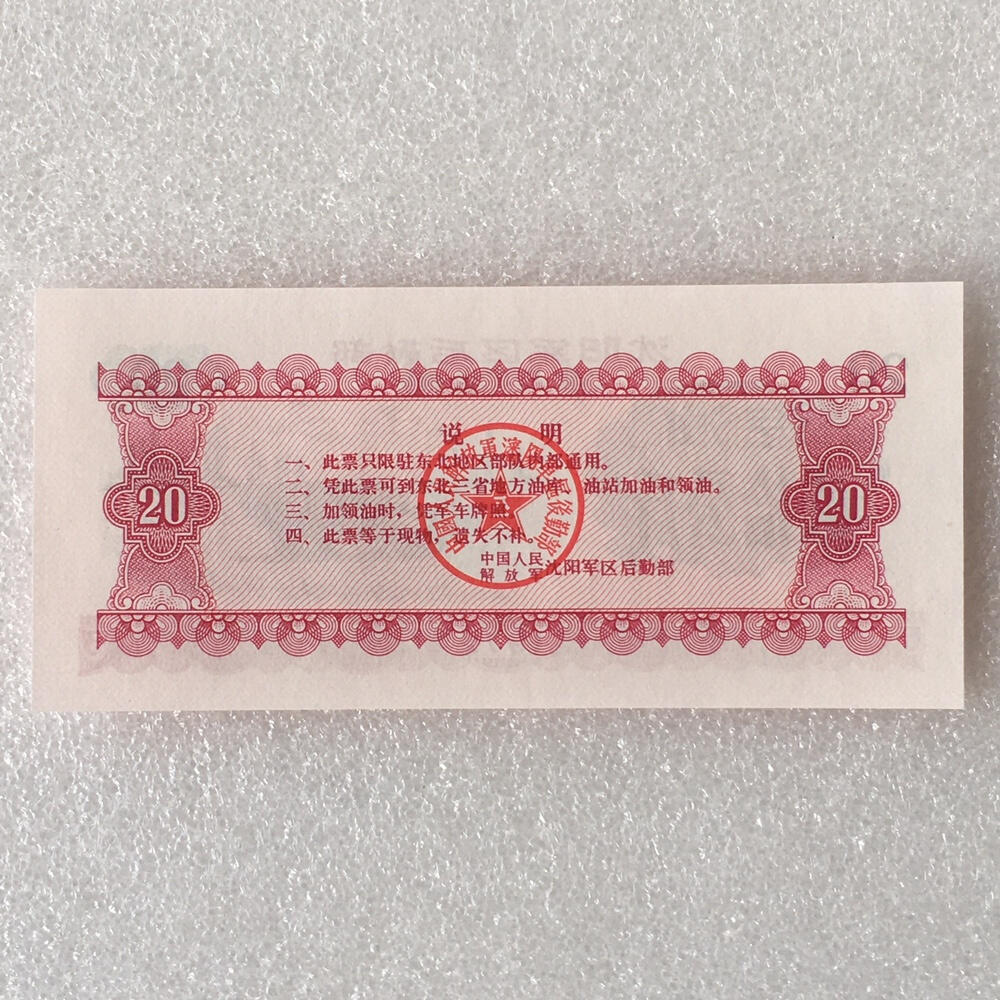 说 明
一、此票只限驻东北地区部队内部通用。
二、凭此票可到东北三省地方油库、油站加油和领油。
三、加领油时，凭军车牌照。
四、此票等于现物，遗失不补。
中国人民
解放军沈阳军区后勤部
20
20